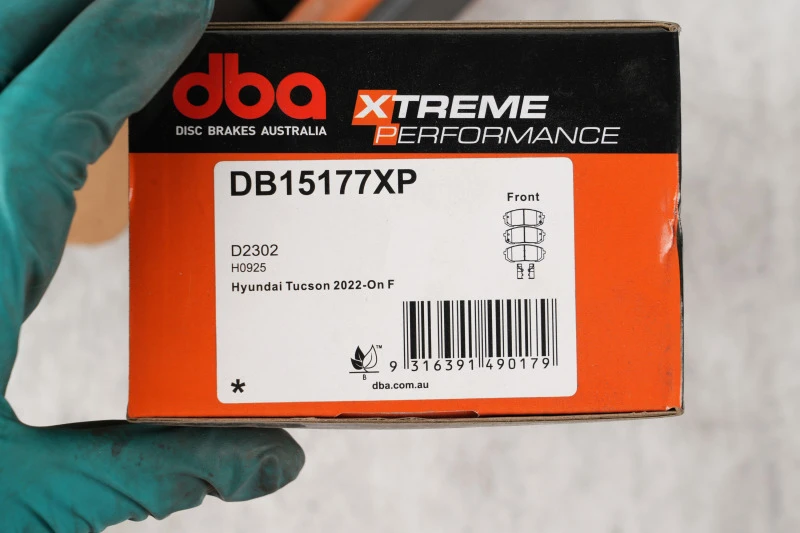 dba
DISC BRAKES AUSTRALIA
XTREME
PERFORMANCE
DB15177XP
Front
D2302
H0925
Hyundai Tucson 2022-On F
™
B
9 316391 490179
*
dba.com.au